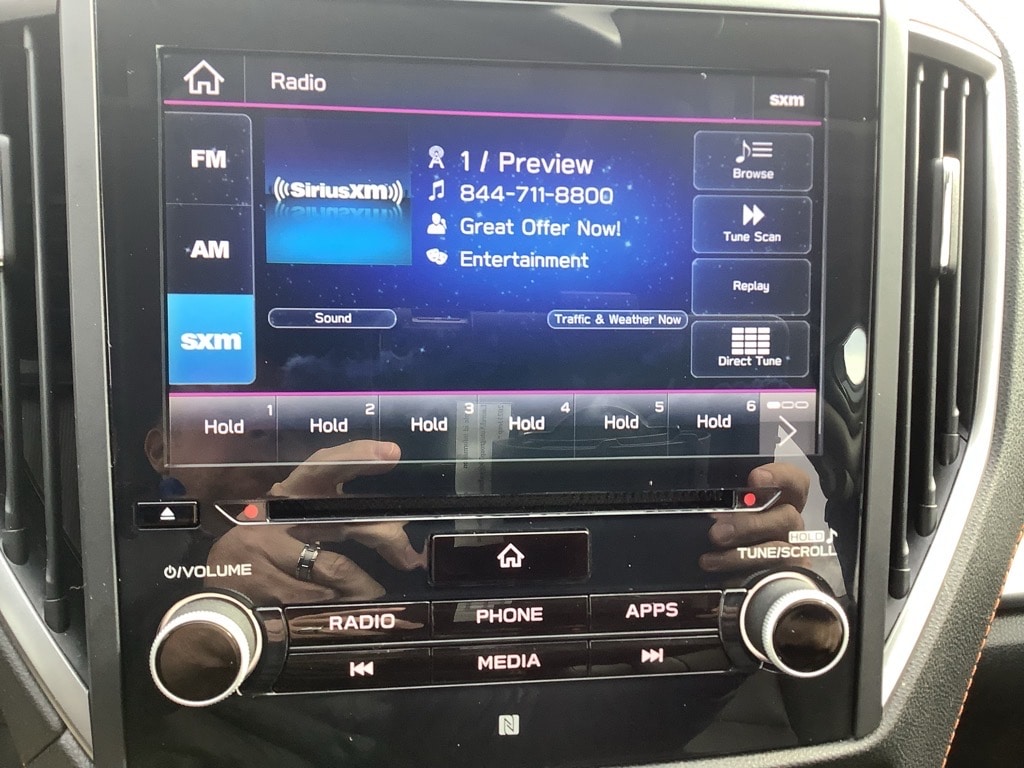 Radio
sxm
FM
AM
sxm
((SiriusXM))
1 / Preview
844-711-8800
Great Offer Now!
Entertainment
Browse
Tune Scan
Replay
Direct Tune
Sound
Traffic & Weather Now
1 Hold
2 Hold
3 Hold
4 Hold
5 Hold
6 Hold
HOLD
TUNE/SCROLL
/VOLUME
RADIO
PHONE
APPS
MEDIA
N